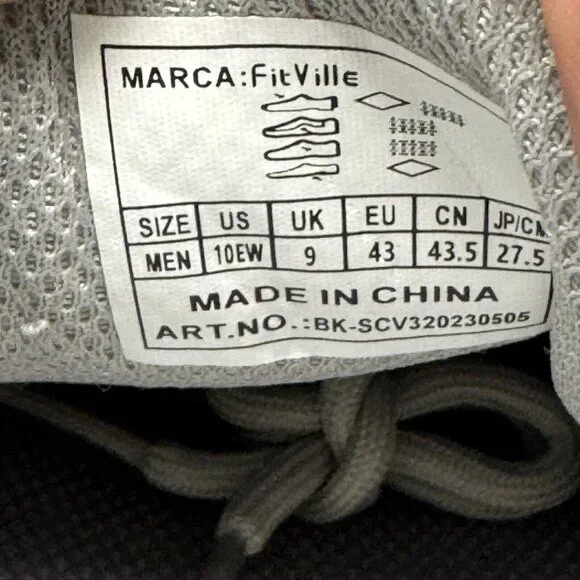 MARCA:FitVille
SIZE US UK EU CN JP/CM
MEN 10EW 9 43 43.5 27.5
MADE IN CHINA
ART.NO.:BK-SCV320230505